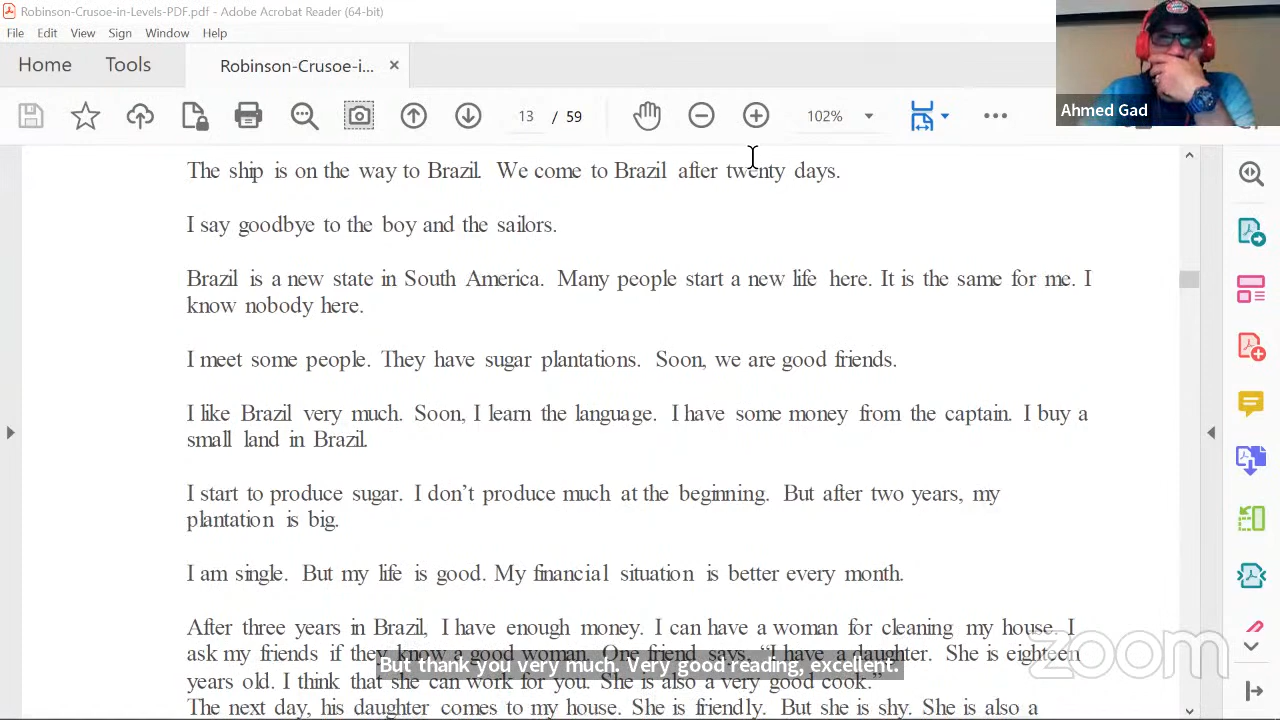 Robinson-Crusoe-in-Levels-PDF.pdf - Adobe Acrobat Reader (64-bit)
File Edit View Sign Window Help
Home Tools Robinson-Crusoe-i... ×
13 / 59 102%
Ahmed Gad
The ship is on the way to Brazil. We come to Brazil after twenty days.
I say goodbye to the boy and the sailors.
Brazil is a new state in South America. Many people start a new life here. It is the same for me. I
know nobody here.
I meet some people. They have sugar plantations. Soon, we are good friends.
I like Brazil very much. Soon, I learn the language. I have some money from the captain. I buy a
small land in Brazil.
I start to produce sugar. I don’t produce much at the beginning. But after two years, my
plantation is big.
I am single. But my life is good. My financial situation is better every month.
After three years in Brazil, I have enough money. I can have a woman for cleaning my house. I
ask my friends if they know a good woman. One friend says, “I have a daughter. She is eighteen
But thank you very much. Very good reading, excellent.
years old. I think that she can work for you. She is also a very good cook.”
The next day, his daughter comes to my house. She is friendly. But she is shy. She is also a
zoom